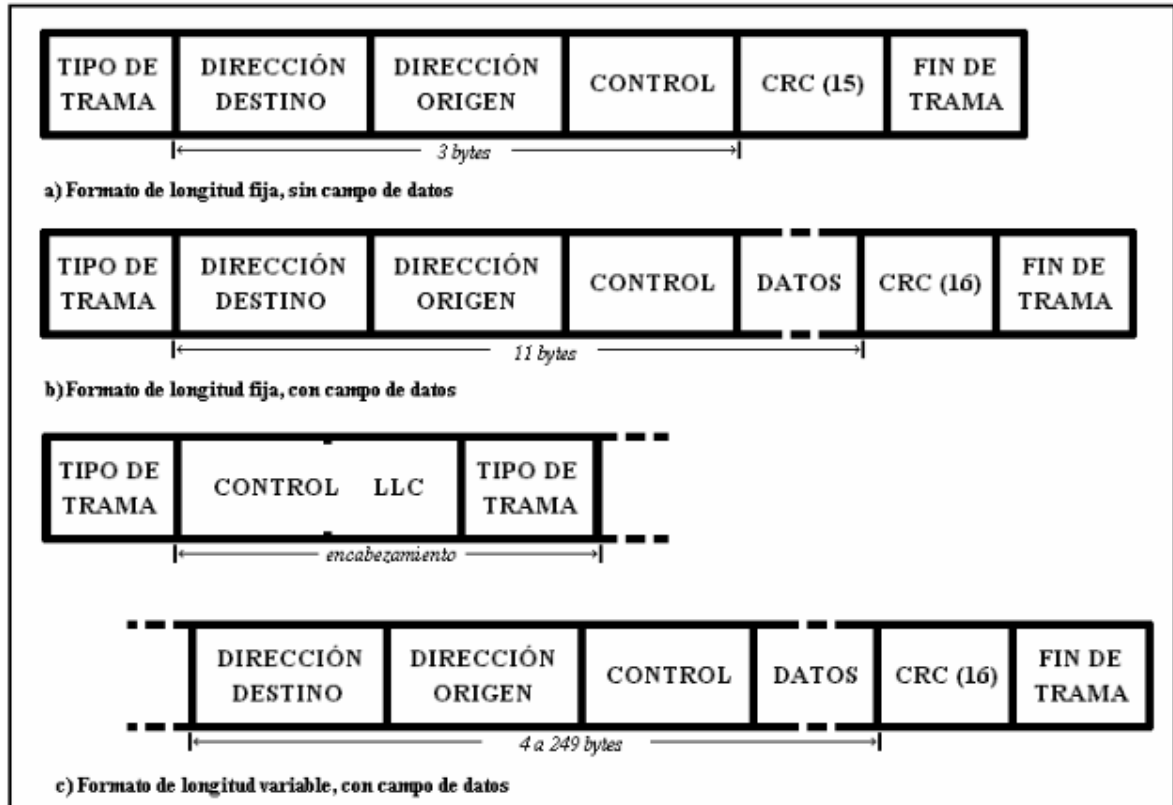 TIPO DE TRAMA DIRECCIÓN DESTINO DIRECCIÓN ORIGEN CONTROL CRC (15) FIN DE TRAMA
3 bytes
a) Formato de longitud fija, sin campo de datos
TIPO DE TRAMA DIRECCIÓN DESTINO DIRECCIÓN ORIGEN CONTROL DATOS CRC (16) FIN DE TRAMA
11 bytes
b) Formato de longitud fija, con campo de datos
TIPO DE TRAMA CONTROL LLC TIPO DE TRAMA
encabezamiento
DIRECCIÓN DESTINO DIRECCIÓN ORIGEN CONTROL DATOS CRC (16) FIN DE TRAMA
4 a 249 bytes
c) Formato de longitud variable, con campo de datos